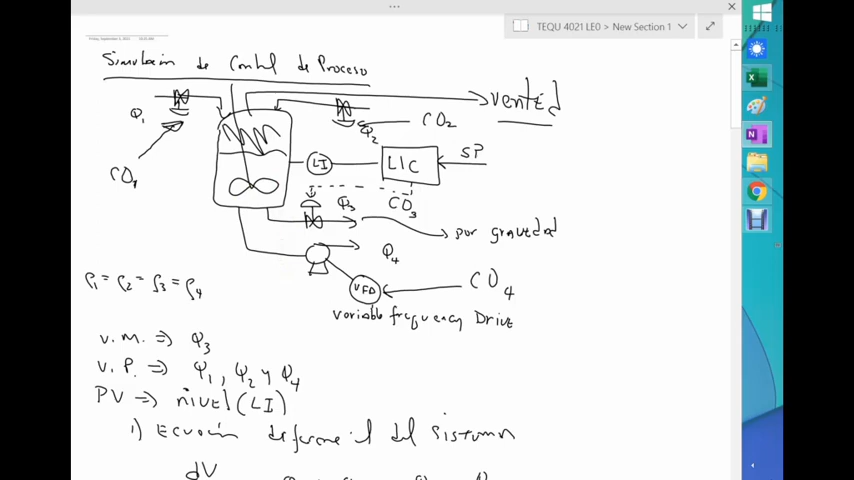 TEQU 4021 LE0 > New Section 1
Simulación de Control de Proceso
vented
Q1
Q2
CO2
CO1
LI
LIC
SP
CO3
Q3
por gravedad
Q4
ρ1 = ρ2 = ρ3 = ρ4
VFD
CO4
variable frequency Drive
V.M. => Q3
V.P. => Q1, Q2 y Q4
PV => nivel (LI)
1) Ecuación diferencial del sistema
dV